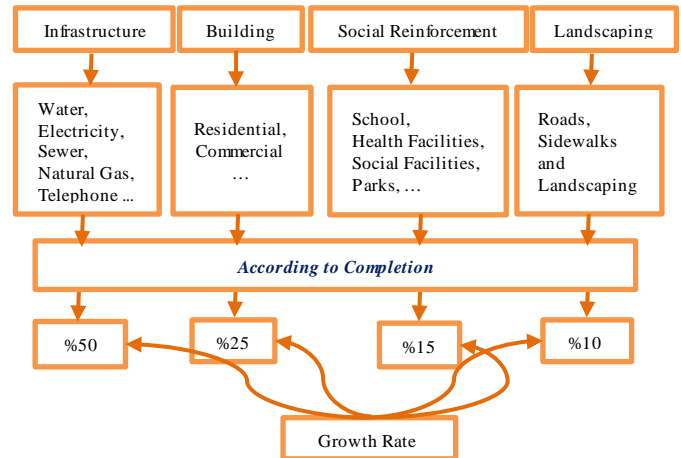 Infrastructure
Building
Social Reinforcement
Landscaping
Water,
Electricity,
Sewer,
Natural Gas,
Telephone ...
Residential,
Commercial
...
School,
Health Facilities,
Social Facilities,
Parks, ...
Roads,
Sidewalks
and
Landscaping
According to Completion
%50
%25
%15
%10
Growth Rate